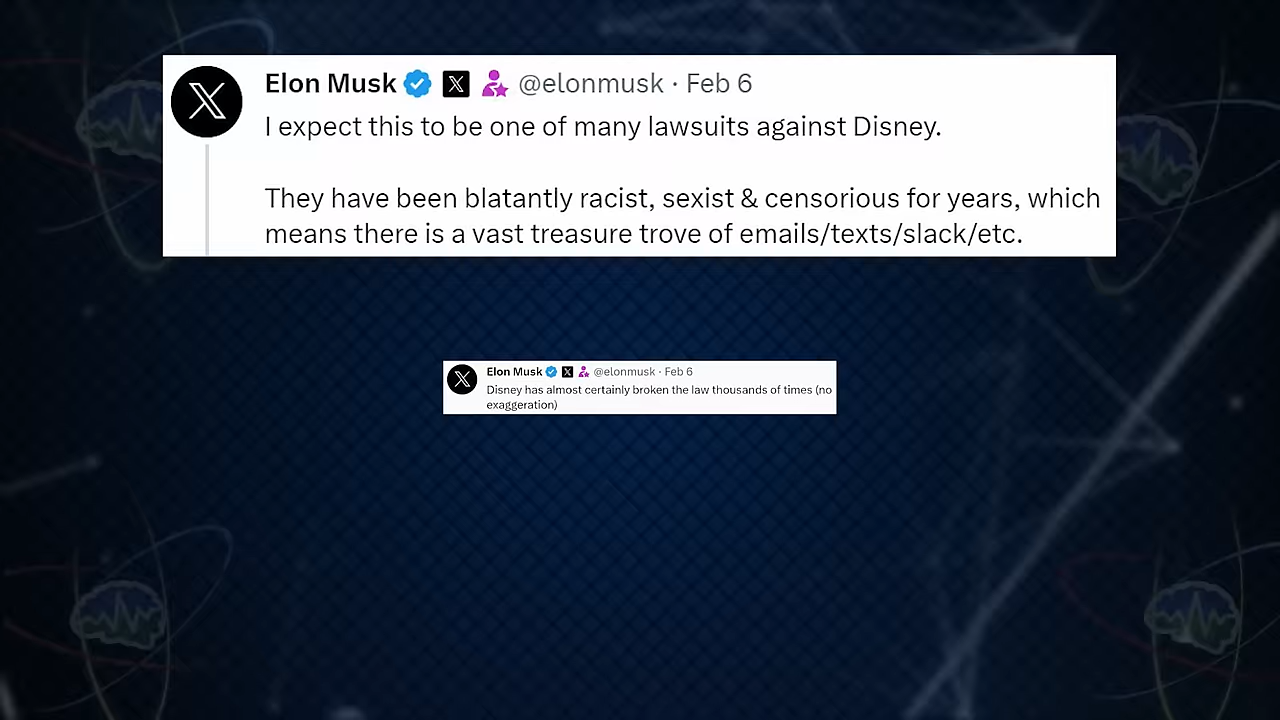 Elon Musk @elonmusk · Feb 6
I expect this to be one of many lawsuits against Disney.
They have been blatantly racist, sexist & censorious for years, which
means there is a vast treasure trove of emails/texts/slack/etc.
Elon Musk @elonmusk · Feb 6
Disney has almost certainly broken the law thousands of times (no
exaggeration)